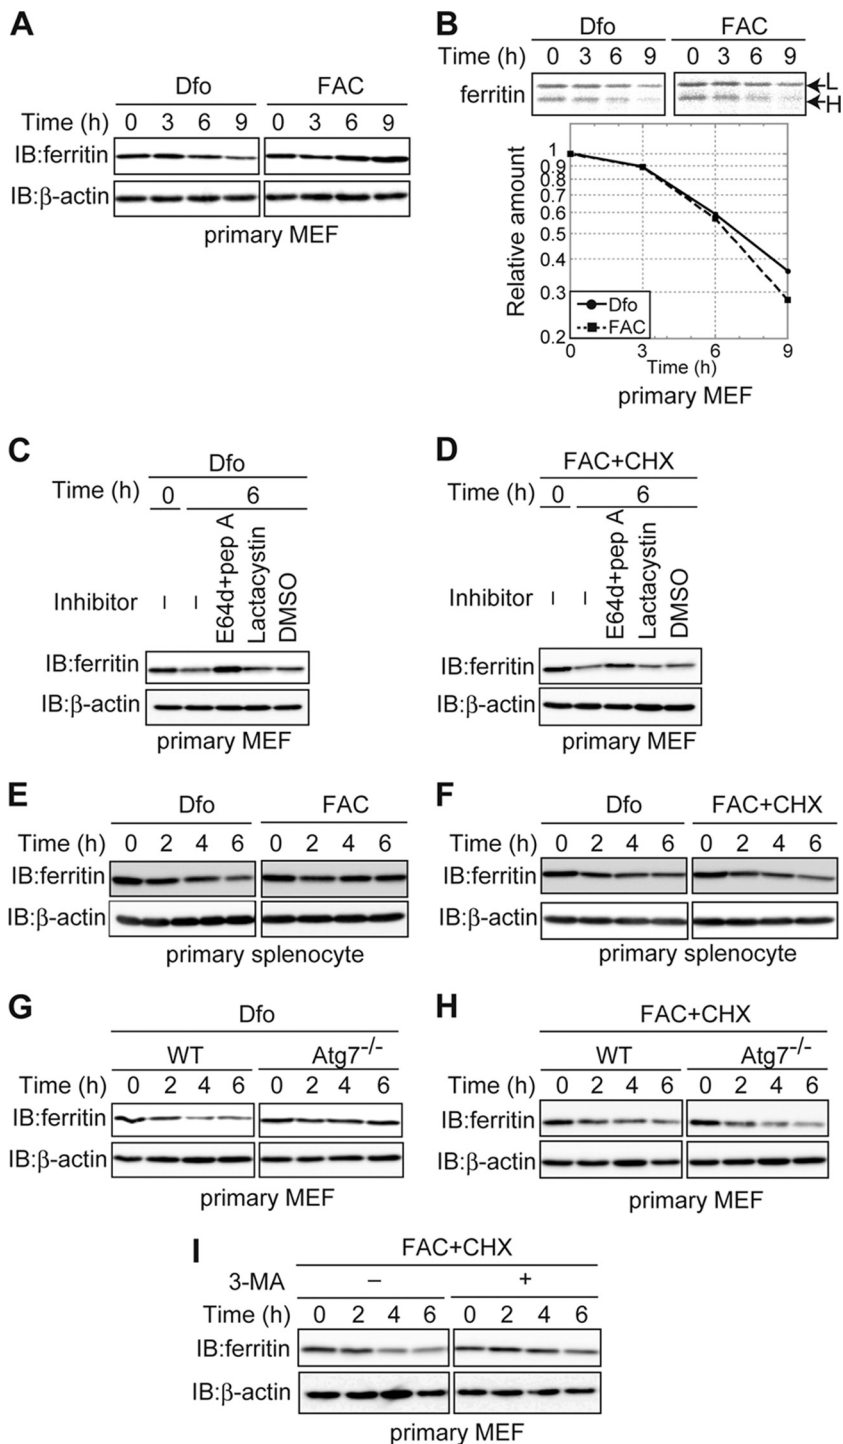 A
Dfo FAC
Time (h) 0 3 6 9 0 3 6 9
IB:ferritin
IB:β-actin
primary MEF
B
Dfo FAC
Time (h) 0 3 6 9 0 3 6 9
ferritin
L
H
Relative amount
1
0.9
0.8
0.7
0.6
0.5
0.4
0.3
0.2
Dfo
FAC
0 3 6 9
Time (h)
primary MEF
C
Dfo
Time (h) 0 6
Inhibitor – – E64d+pep A Lactacystin DMSO
IB:ferritin
IB:β-actin
primary MEF
D
FAC+CHX
Time (h) 0 6
Inhibitor – – E64d+pep A Lactacystin DMSO
IB:ferritin
IB:β-actin
primary MEF
E
Dfo FAC
Time (h) 0 2 4 6 0 2 4 6
IB:ferritin
IB:β-actin
primary splenocyte
F
Dfo FAC+CHX
Time (h) 0 2 4 6 0 2 4 6
IB:ferritin
IB:β-actin
primary splenocyte
G
Dfo
WT Atg7-/-
Time (h) 0 2 4 6 0 2 4 6
IB:ferritin
IB:β-actin
primary MEF
H
FAC+CHX
WT Atg7-/-
Time (h) 0 2 4 6 0 2 4 6
IB:ferritin
IB:β-actin
primary MEF
I
FAC+CHX
3-MA – +
Time (h) 0 2 4 6 0 2 4 6
IB:ferritin
IB:β-actin
primary MEF